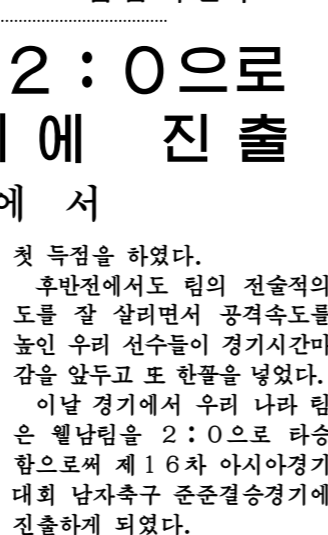 2 : 0으로
에 진출
에서
첫 득점을 하였다.
후반전에서도 팀의 전술적의
도를 잘 살리면서 공격속도를
높인 우리 선수들이 경기시간마
감을 앞두고 또 한꼴을 넣었다.
이날 경기에서 우리 나라 팀
은 웰남팀을 2 : 0으로 타승
함으로써 제16차 아시아경기
대회 남자축구 준준결승경기에
진출하게 되였다.